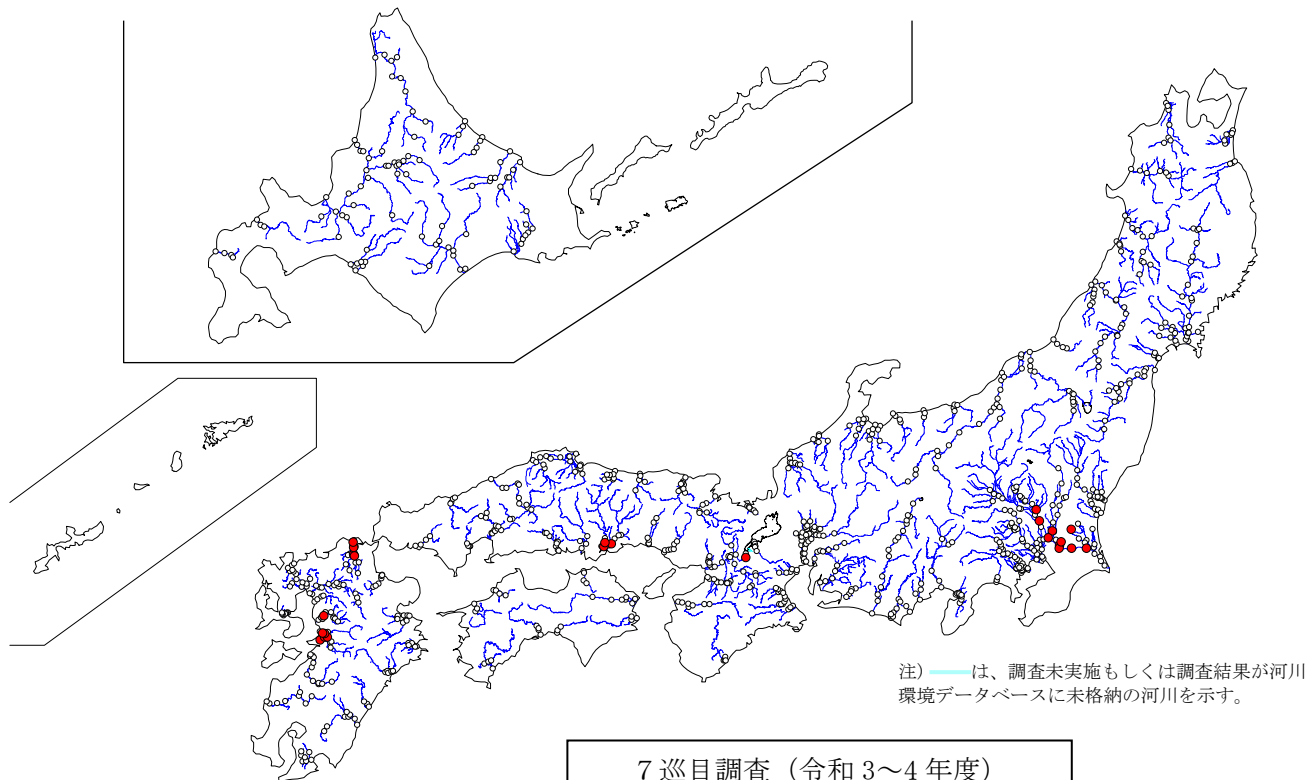 注）――は、調査未実施もしくは調査結果が河川
環境データベースに未格納の河川を示す。
7 巡目調査（令和 3～4 年度）